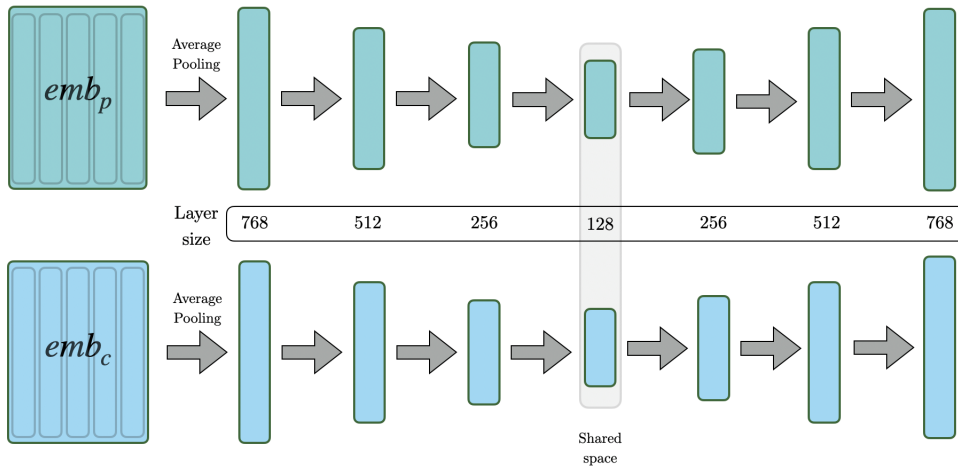 Average
Pooling
emb_p
Layer
size
768 512 256 128 256 512 768
Average
Pooling
emb_c
Shared
space